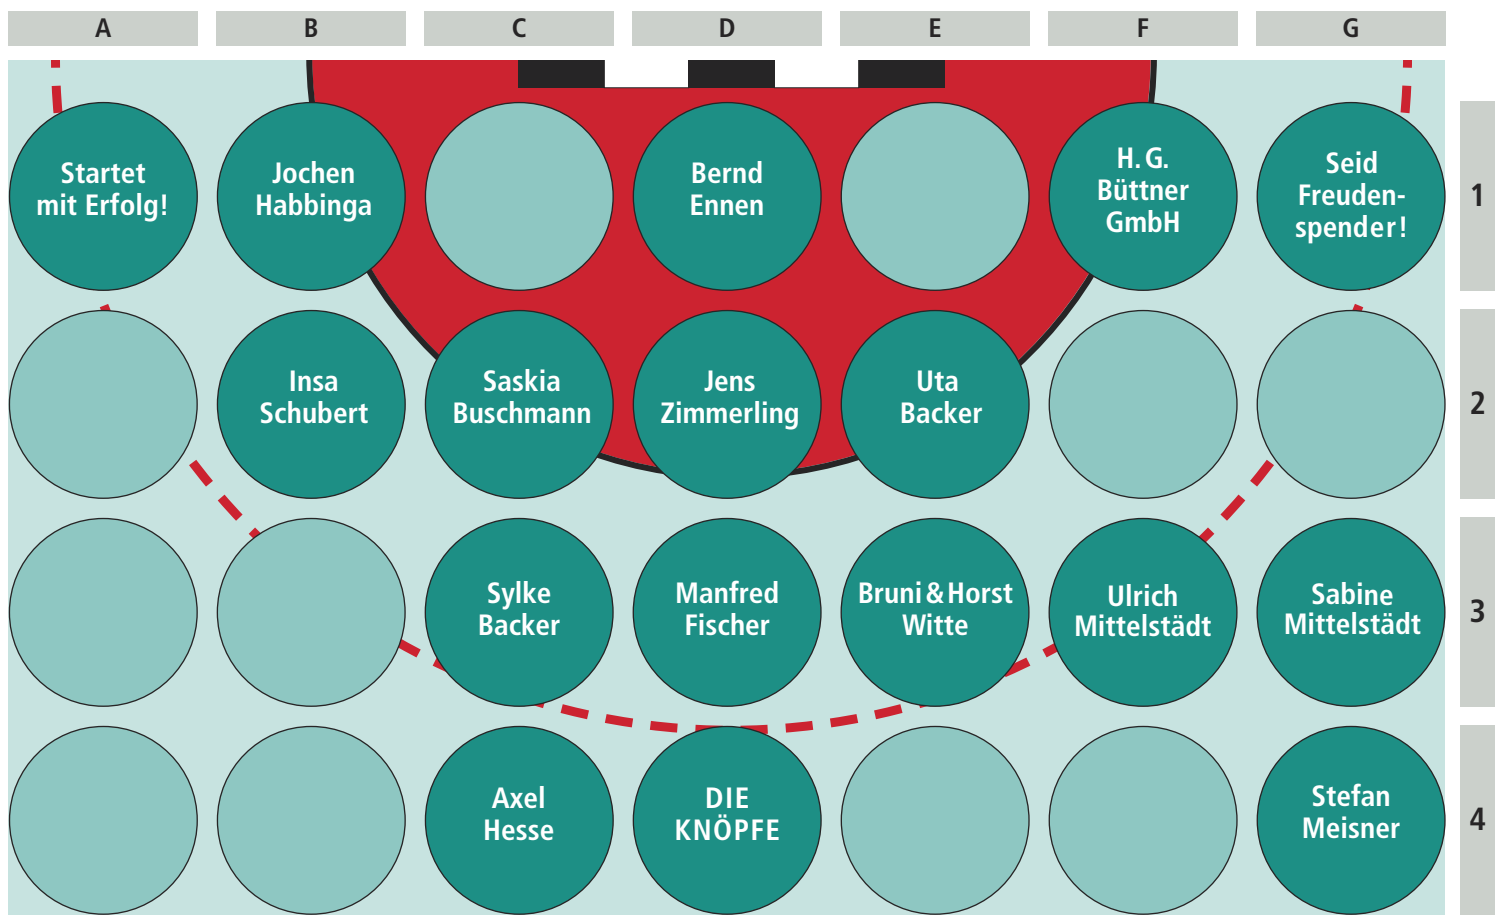 A B C D E F G
Startet
mit Erfolg!
Jochen
Habbinga
Bernd
Ennen
H. G.
Büttner
GmbH
Seid
Freuden-
spender!
1
Insa
Schubert
Saskia
Buschmann
Jens
Zimmerling
Uta
Backer
2
Sylke
Backer
Manfred
Fischer
Bruni & Horst
Witte
Ulrich
Mittelstädt
Sabine
Mittelstädt
3
Axel
Hesse
DIE
KNÖPFE
Stefan
Meisner
4